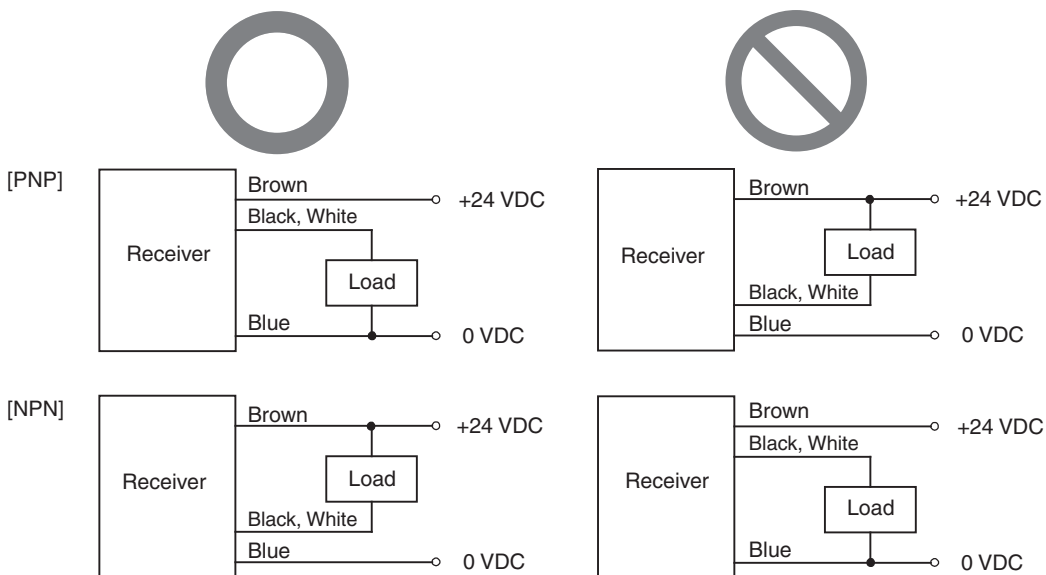 [PNP]
Brown
+24 VDC
Black, White
Receiver
Load
Blue
0 VDC
Brown
+24 VDC
Receiver
Load
Black, White
Blue
0 VDC
[NPN]
Brown
+24 VDC
Receiver
Load
Black, White
Blue
0 VDC
Brown
+24 VDC
Black, White
Receiver
Load
Blue
0 VDC